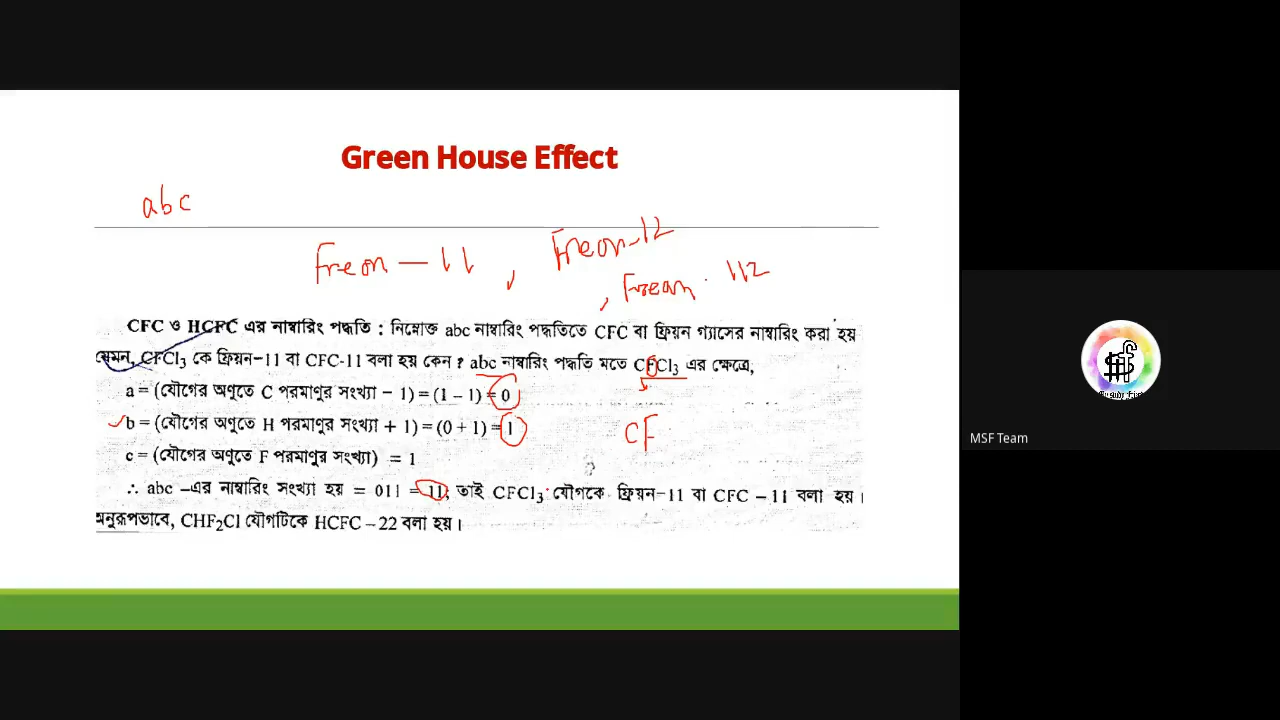 Green House Effect
abc
Freon - 11 , Freon-12
, Freon - 112
CFC ও HCFC এর নাম্বারিং পদ্ধতি : নিম্নোক্ত abc নাম্বারিং পদ্ধতিতে CFC বা ফ্রিয়ন গ্যাসের নাম্বারিং করা হয়
যেমন, CFCl3 কে ফ্রিয়ন-11 বা CFC-11 বলা হয় কেন ? abc নাম্বারিং পদ্ধতি মতে CFCl3 এর ক্ষেত্রে,
a = (যৌগের অণুতে C পরমাণুর সংখ্যা - 1) = (1 - 1) = 0
b = (যৌগের অণুতে H পরমাণুর সংখ্যা + 1) = (0 + 1) = 1
CF
c = (যৌগের অণুতে F পরমাণুর সংখ্যা) = 1
∴ abc -এর নাম্বারিং সংখ্যা হয় = 011 = 11, তাই CFCl3 যৌগকে ফ্রিয়ন-11 বা CFC - 11 বলা হয়।
অনুরূপভাবে, CHF2Cl যৌগটিকে HCFC - 22 বলা হয়।
MSF Team